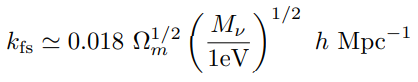 k_fs ≃ 0.018 Ω_m^{1/2} (M_ν / 1eV)^{1/2} h Mpc^{−1}